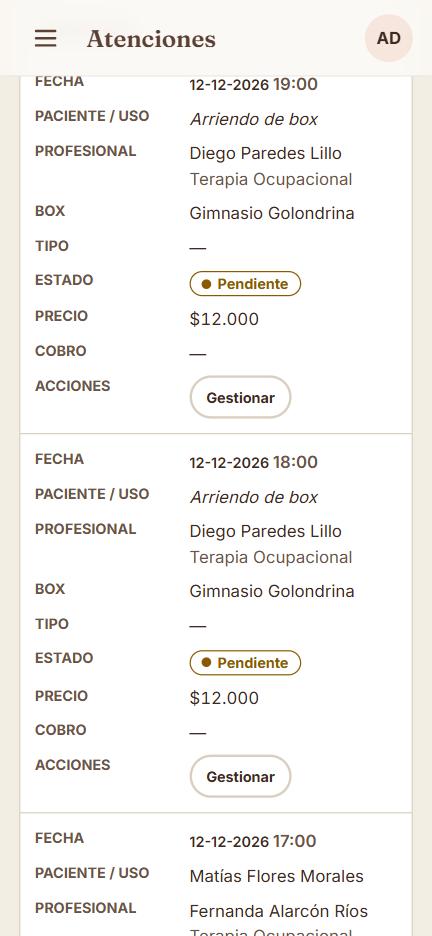 Atenciones
AD
FECHA 12-12-2026 19:00
PACIENTE / USO Arriendo de box
PROFESIONAL Diego Paredes Lillo
Terapia Ocupacional
BOX Gimnasio Golondrina
TIPO —
ESTADO Pendiente
PRECIO $12.000
COBRO —
ACCIONES Gestionar
FECHA 12-12-2026 18:00
PACIENTE / USO Arriendo de box
PROFESIONAL Diego Paredes Lillo
Terapia Ocupacional
BOX Gimnasio Golondrina
TIPO —
ESTADO Pendiente
PRECIO $12.000
COBRO —
ACCIONES Gestionar
FECHA 12-12-2026 17:00
PACIENTE / USO Matías Flores Morales
PROFESIONAL Fernanda Alarcón Ríos
Terapia Ocupacional